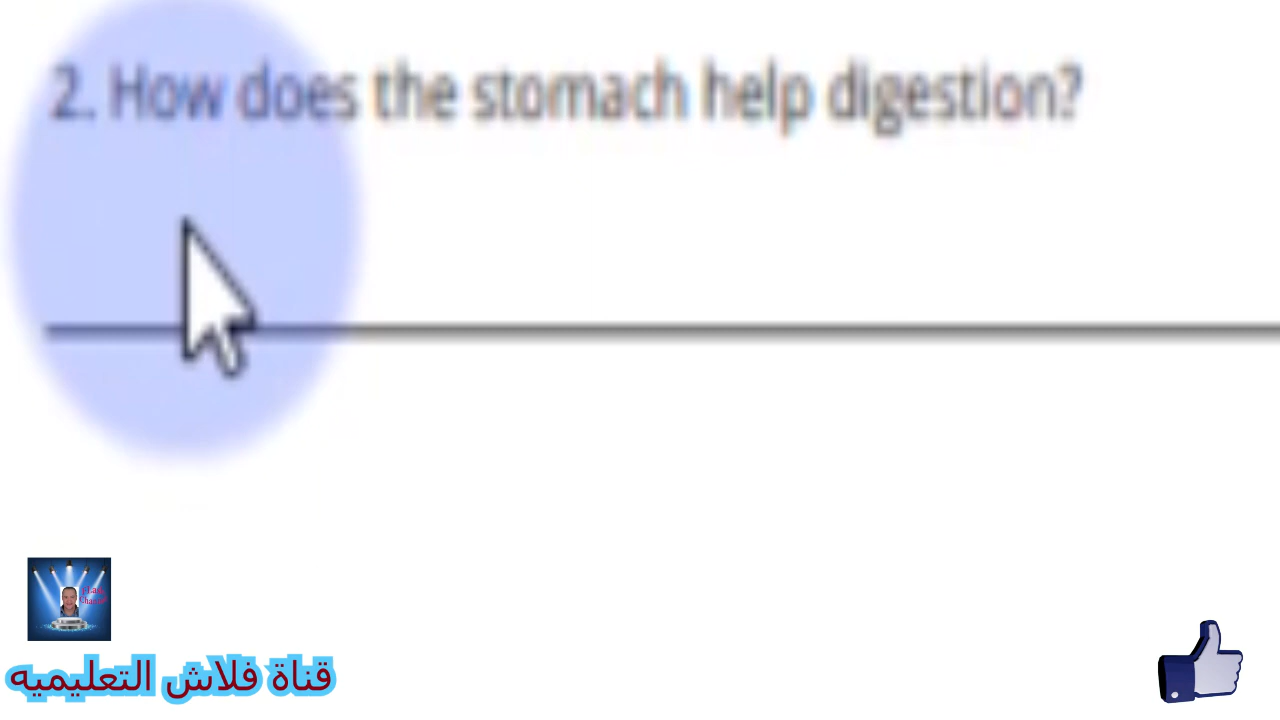 2. How does the stomach help digestion?
قناة فلاش التعليميه